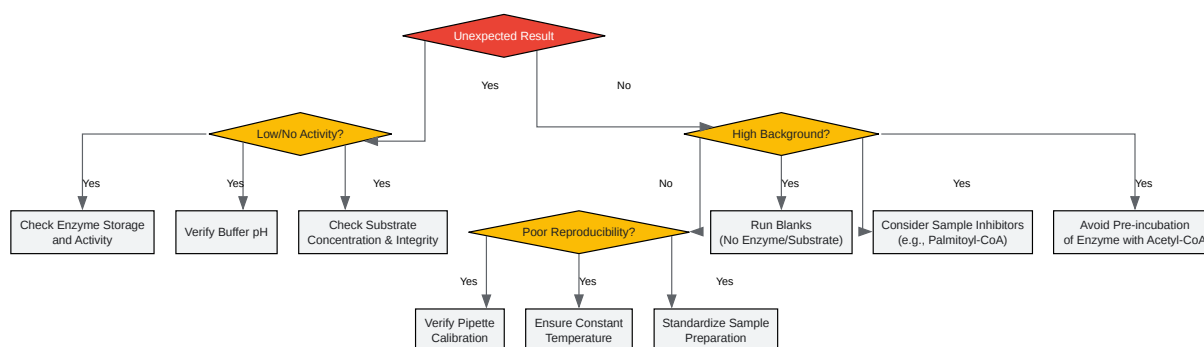 Unexpected Result
Yes
No
Low/No Activity?
High Background?
Yes
Yes
Yes
No
Yes
Yes
Yes
Check Enzyme Storage
and Activity
Verify Buffer pH
Check Substrate
Concentration & Integrity
Poor Reproducibility?
Run Blanks
(No Enzyme/Substrate)
Consider Sample Inhibitors
(e.g., Palmitoyl-CoA)
Avoid Pre-incubation
of Enzyme with Acetyl-CoA
Yes
Yes
Yes
Verify Pipette
Calibration
Ensure Constant
Temperature
Standardize Sample
Preparation